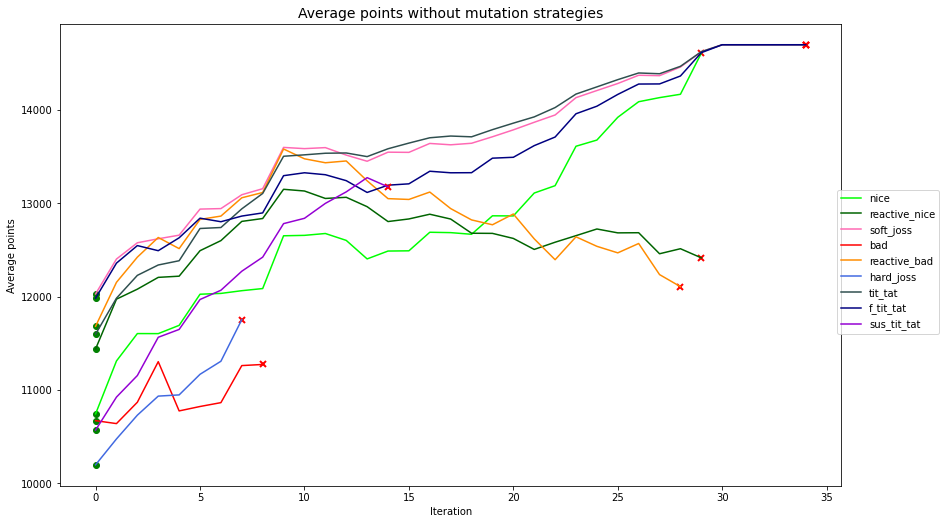 Average points without mutation strategies
Average points
14000
13000
12000
11000
10000
0
5
10
15
20
25
30
35
Iteration
nice
reactive_nice
soft_joss
bad
reactive_bad
hard_joss
tit_tat
f_tit_tat
sus_tit_tat